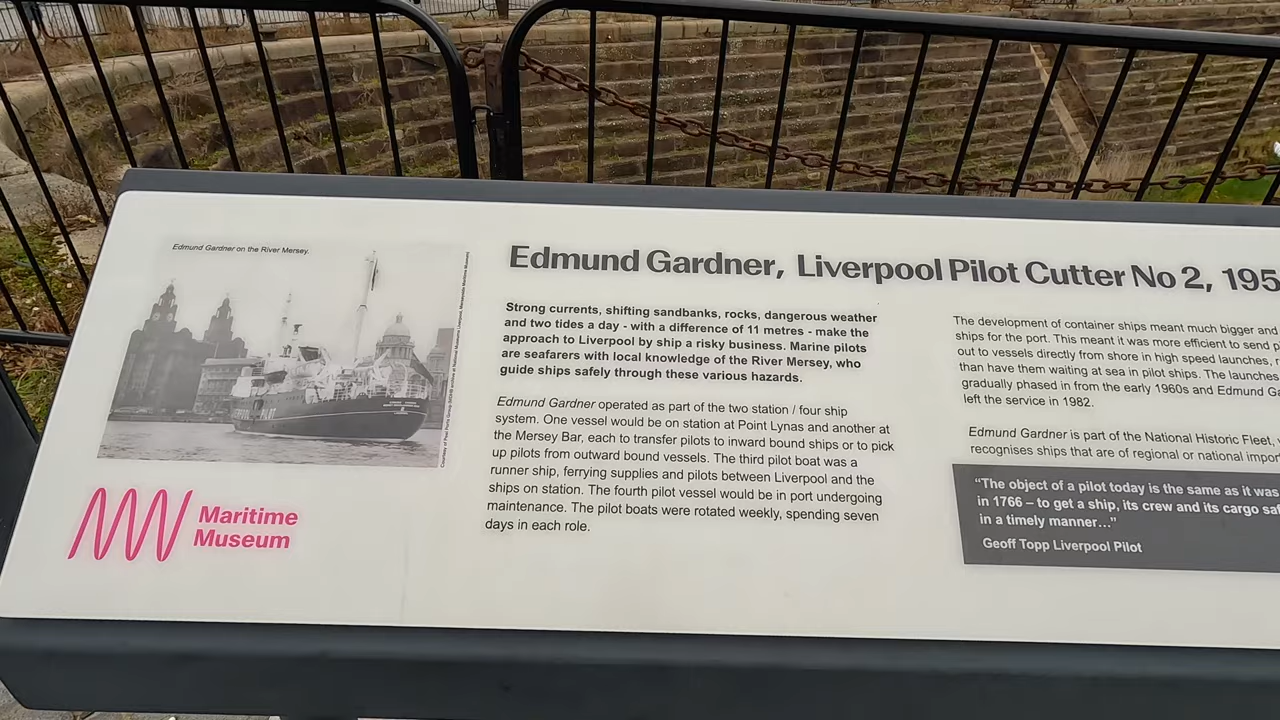 Edmund Gardner on the River Mersey.
Maritime
Museum
Edmund Gardner, Liverpool Pilot Cutter No 2, 195
Strong currents, shifting sandbanks, rocks, dangerous weather
and two tides a day - with a difference of 11 metres - make the
approach to Liverpool by ship a risky business. Marine pilots
are seafarers with local knowledge of the River Mersey, who
guide ships safely through these various hazards.
Edmund Gardner operated as part of the two station / four ship
system. One vessel would be on station at Point Lynas and another at
the Mersey Bar, each to transfer pilots to inward bound ships or to pick
up pilots from outward bound vessels. The third pilot boat was a
runner ship, ferrying supplies and pilots between Liverpool and the
ships on station. The fourth pilot vessel would be in port undergoing
maintenance. The pilot boats were rotated weekly, spending seven
days in each role.
The development of container ships meant much bigger and
ships for the port. This meant it was more efficient to send p
out to vessels directly from shore in high speed launches, r
than have them waiting at sea in pilot ships. The launches
gradually phased in from the early 1960s and Edmund Ga
left the service in 1982.
Edmund Gardner is part of the National Historic Fleet,
recognises ships that are of regional or national impor
“The object of a pilot today is the same as it was
in 1766 – to get a ship, its crew and its cargo saf
in a timely manner...”
Geoff Topp Liverpool Pilot